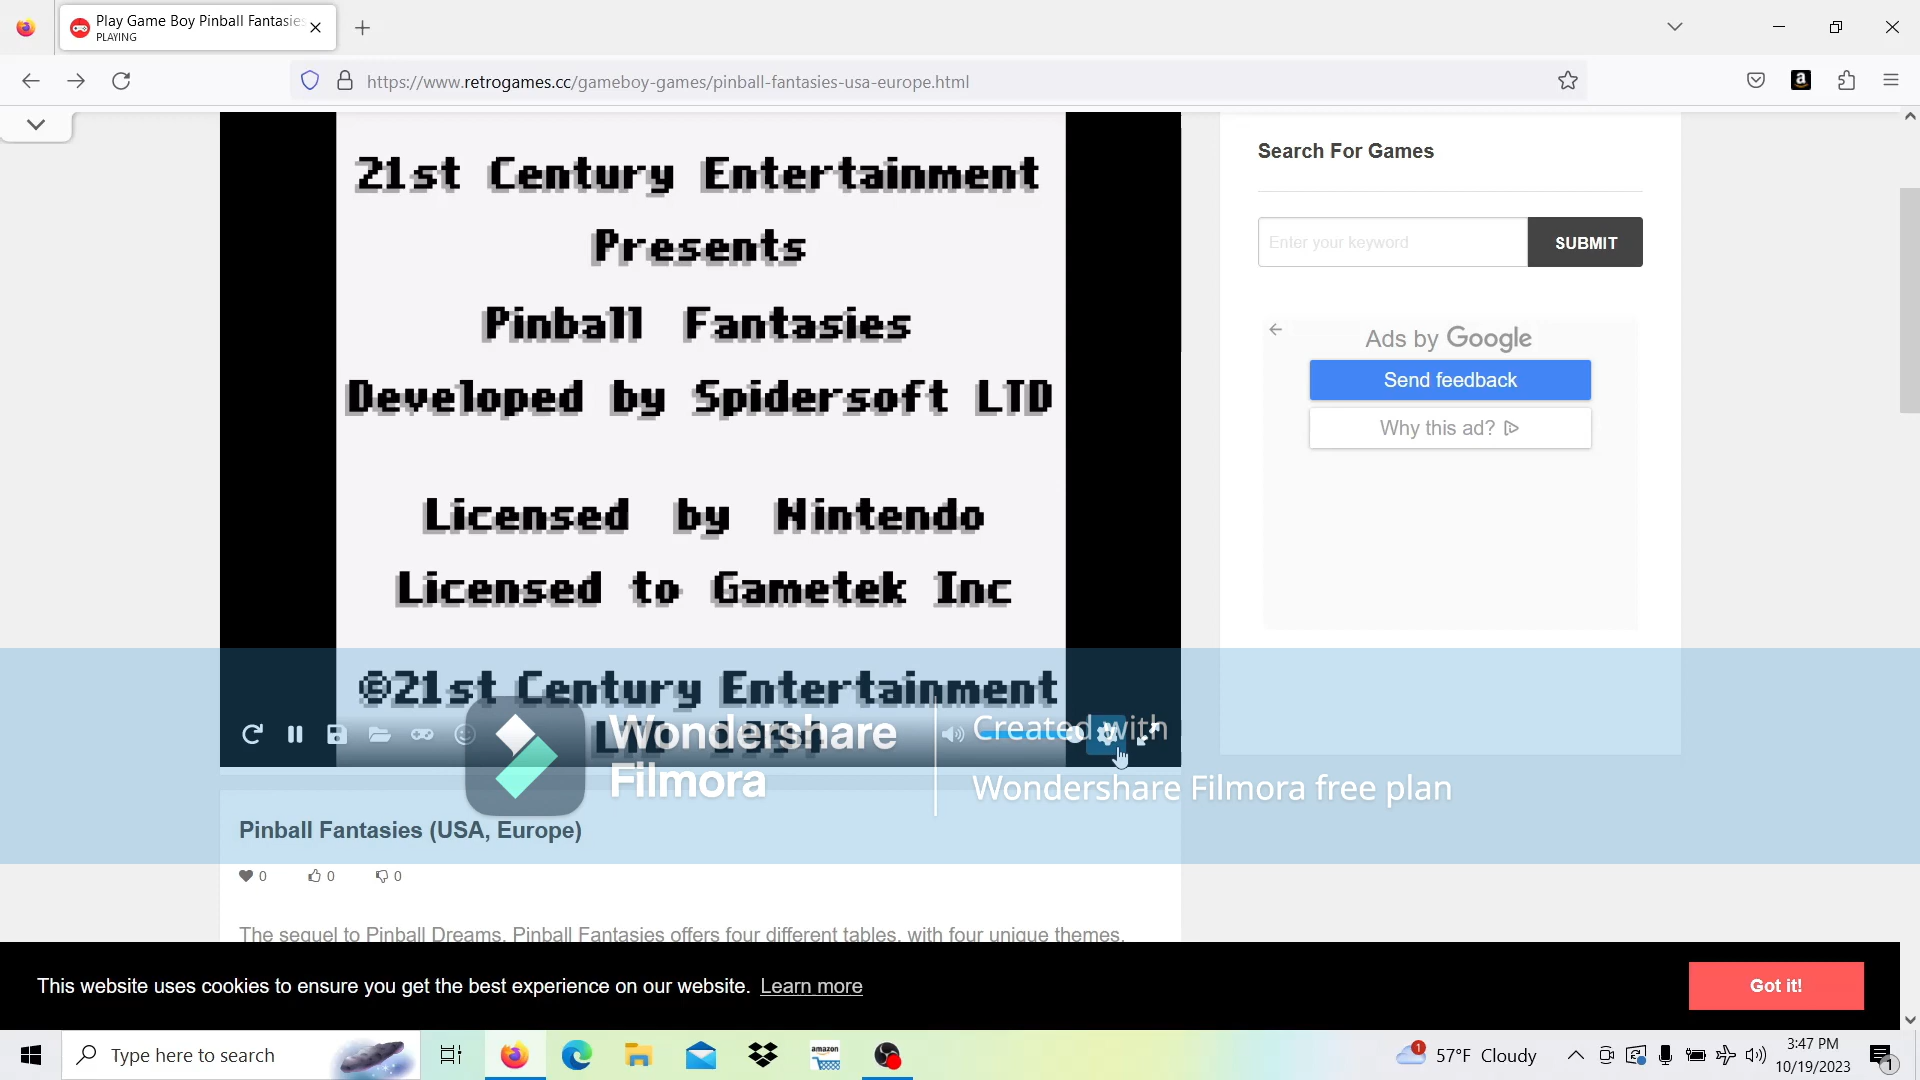 Play Game Boy Pinball Fantasies
PLAYING
https://www.retrogames.cc/gameboy-games/pinball-fantasies-usa-europe.html
21st Century Entertainment
Presents
Pinball Fantasies
Developed by Spidersoft LTD
Licensed by Nintendo
Licensed to Gametek Inc
@21st Century Entertainment
LTD
Search For Games
Enter your keyword
SUBMIT
Ads by Google
Send feedback
Why this ad?
Wondershare
Filmora
Created with
Wondershare Filmora free plan
Pinball Fantasies (USA, Europe)
0 0 0
The sequel to Pinball Dreams, Pinball Fantasies offers four different tables, with four unique themes.
This website uses cookies to ensure you get the best experience on our website. Learn more
Got it!
Type here to search
amazon
1
57°F Cloudy
3:47 PM
10/19/2023
1